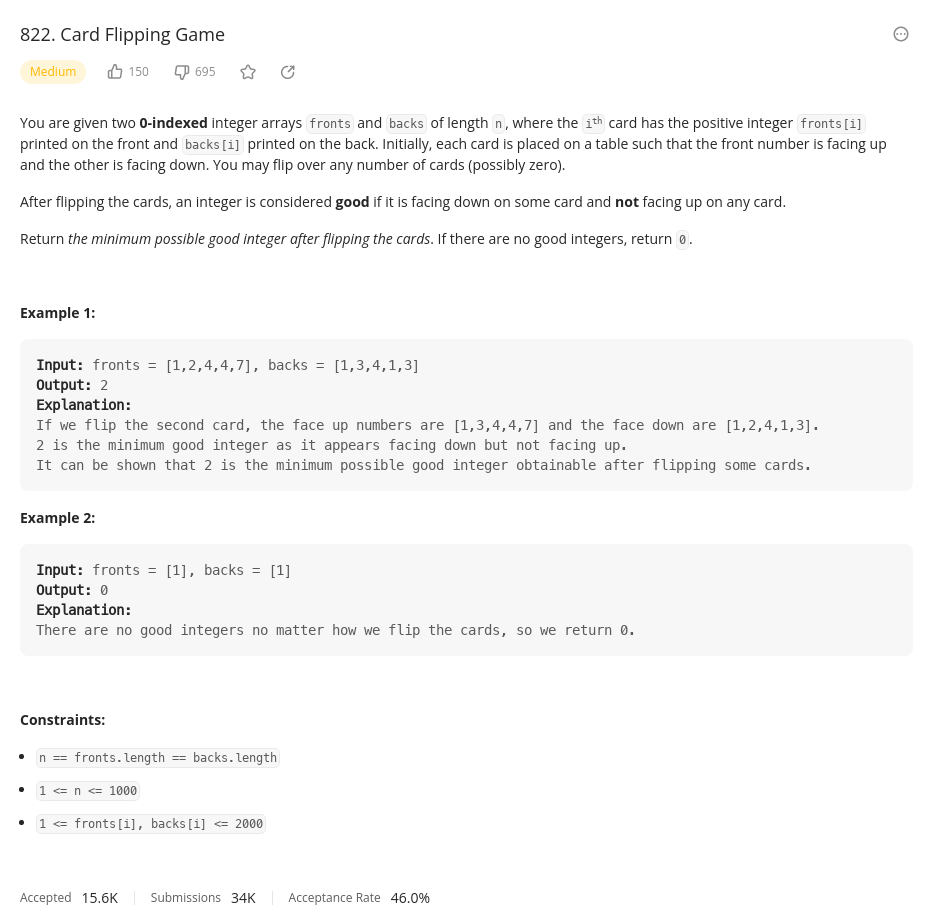 822. Card Flipping Game
Medium 150 695
You are given two 0-indexed integer arrays fronts and backs of length n, where the ith card has the positive integer fronts[i]
printed on the front and backs[i] printed on the back. Initially, each card is placed on a table such that the front number is facing up
and the other is facing down. You may flip over any number of cards (possibly zero).
After flipping the cards, an integer is considered good if it is facing down on some card and not facing up on any card.
Return the minimum possible good integer after flipping the cards. If there are no good integers, return 0.
Example 1:
Input: fronts = [1,2,4,4,7], backs = [1,3,4,1,3]
Output: 2
Explanation:
If we flip the second card, the face up numbers are [1,3,4,4,7] and the face down are [1,2,4,1,3].
2 is the minimum good integer as it appears facing down but not facing up.
It can be shown that 2 is the minimum possible good integer obtainable after flipping some cards.
Example 2:
Input: fronts = [1], backs = [1]
Output: 0
Explanation:
There are no good integers no matter how we flip the cards, so we return 0.
Constraints:
n == fronts.length == backs.length
1 <= n <= 1000
1 <= fronts[i], backs[i] <= 2000
Accepted 15.6K Submissions 34K Acceptance Rate 46.0%